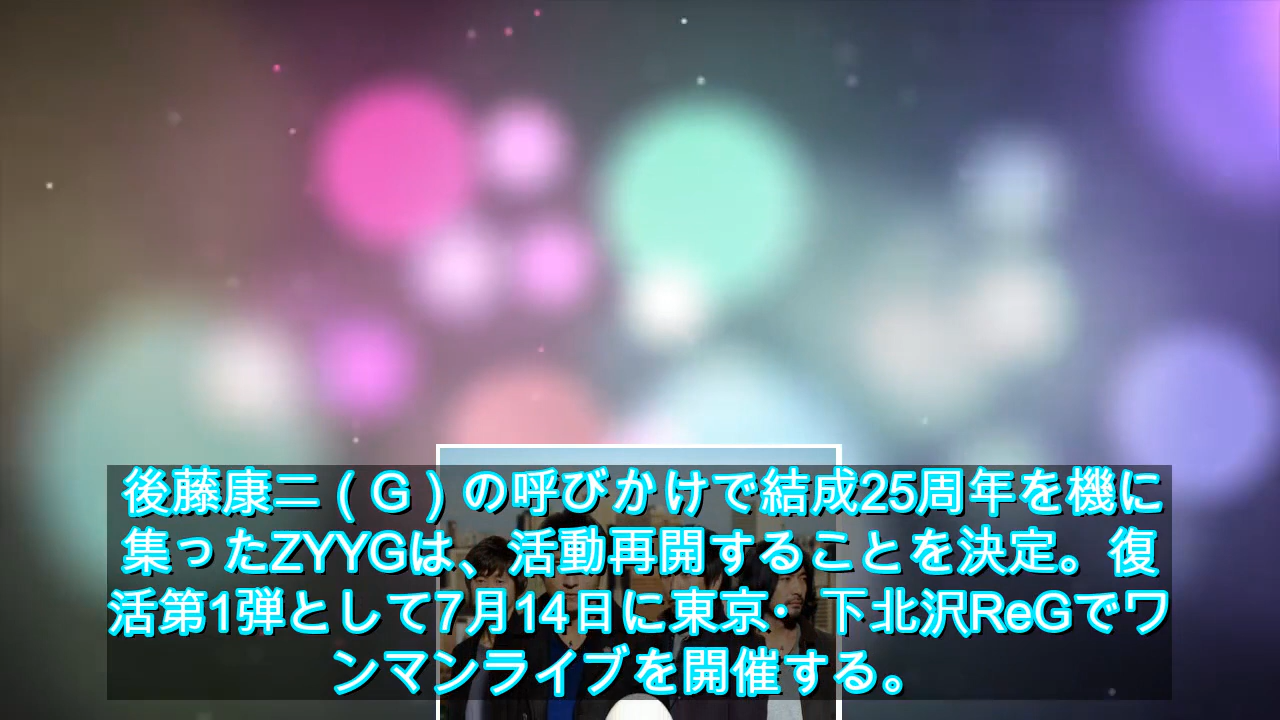 後藤康二（G）の呼びかけで結成25周年を機に
集ったZYYGは、活動再開することを決定。復
活第1弾として7月14日に東京・下北沢ReGでワ
ンマンライブを開催する。